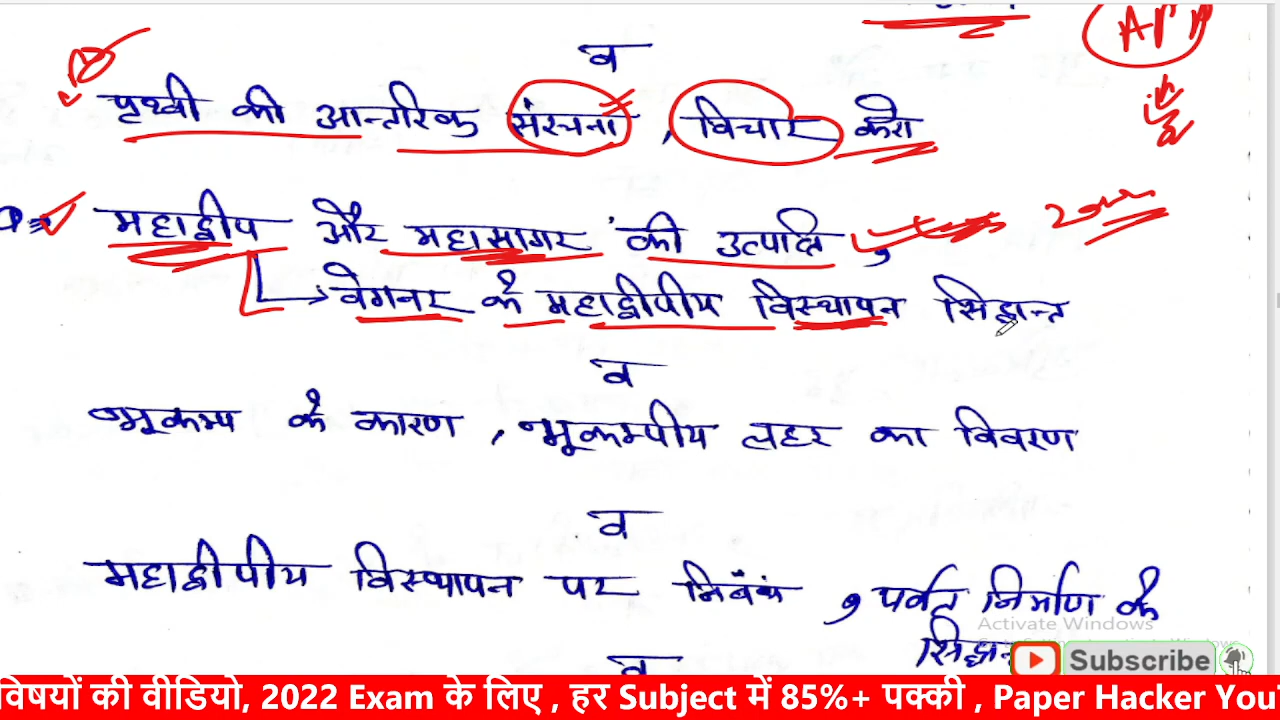 व
पृथ्वी की आन्तरिक संरचना, विचार करो
महाद्वीप और महासागर की उत्पत्ति,
वेगनर के महाद्वीपीय विस्थापन सिद्धान्त
व
भूकम्प के कारण, भूकम्पीय लहर का विवरण
व
महाद्वीपीय विस्थापन पर निबंध, पर्वत निर्माण के
Activate Windows
Subscribe
व
विषयों की वीडियो, 2022 Exam के लिए , हर Subject में 85%+ पक्की , Paper Hacker You